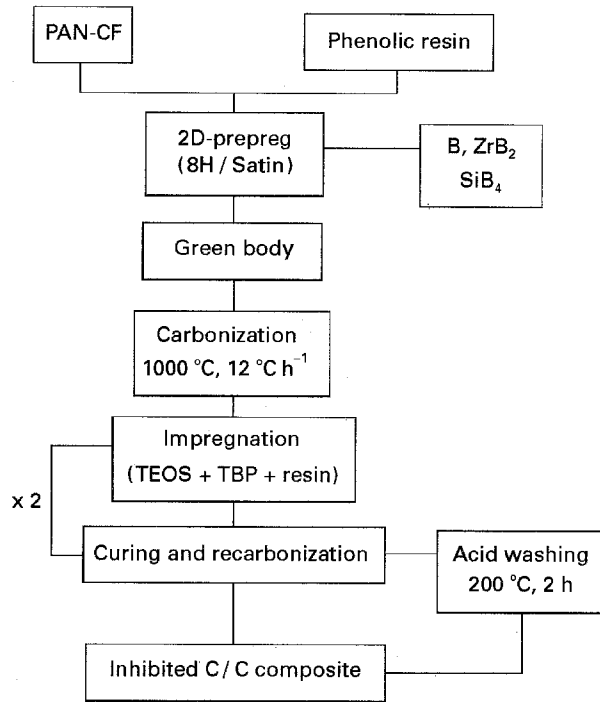 PAN-CF
Phenolic resin
2D-prepreg
(8H / Satin)
B, ZrB₂
SiB₄
Green body
Carbonization
1000 °C, 12 °C h⁻¹
Impregnation
(TEOS + TBP + resin)
x 2
Curing and recarbonization
Acid washing
200 °C, 2 h
Inhibited C / C composite